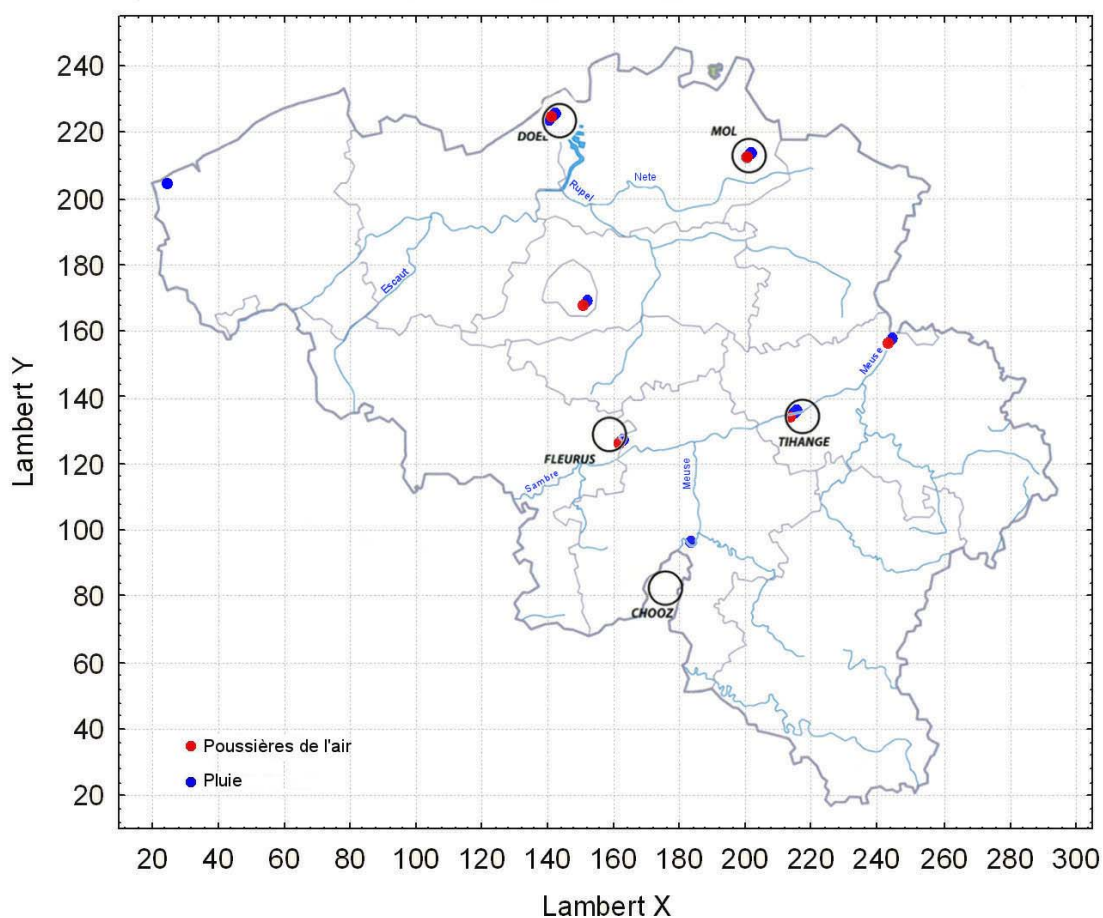 Lambert Y
240
220
200
180
160
140
120
100
80
60
40
20
DOEL
MOL
Nete
Rupel
Escaut
Meuse
TIHANGE
FLEURUS
Sambre
Meuse
CHOOZ
Poussières de l'air
Pluie
20 40 60 80 100 120 140 160 180 200 220 240 260 280 300
Lambert X